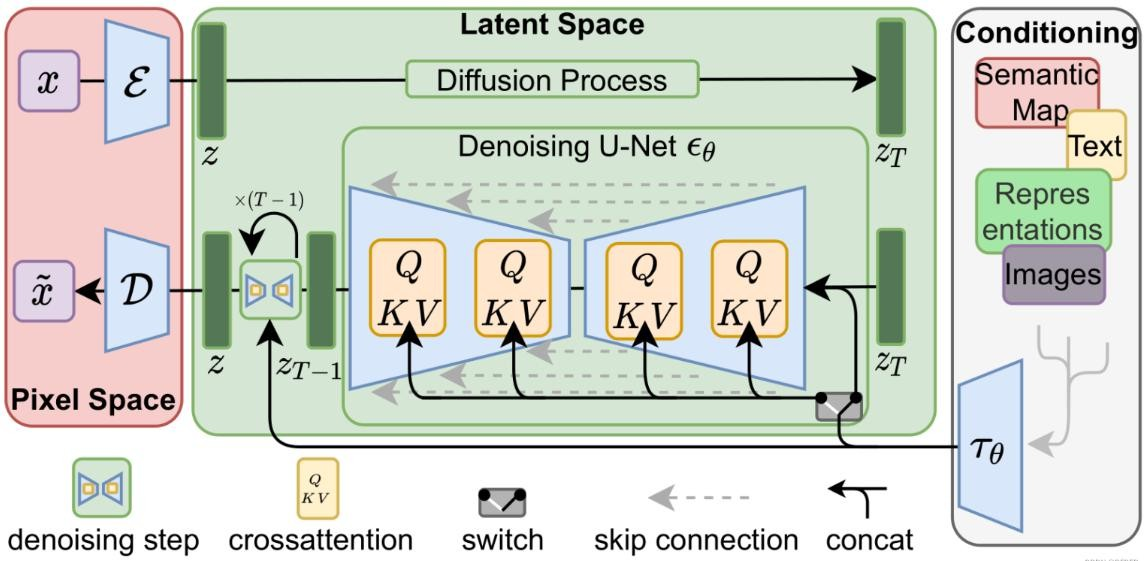 Latent Space
Conditioning
x
ℰ
Diffusion Process
Semantic
Map
Text
z
z_T
Denoising U-Net ϵ_θ
Repres
entations
Images
×(T − 1)
Q
KV
Q
KV
Q
KV
Q
KV
x̃
𝒟
z
z_{T−1}
z_T
Pixel Space
τ_θ
Q
KV
denoising step
crossattention
switch
skip connection
concat